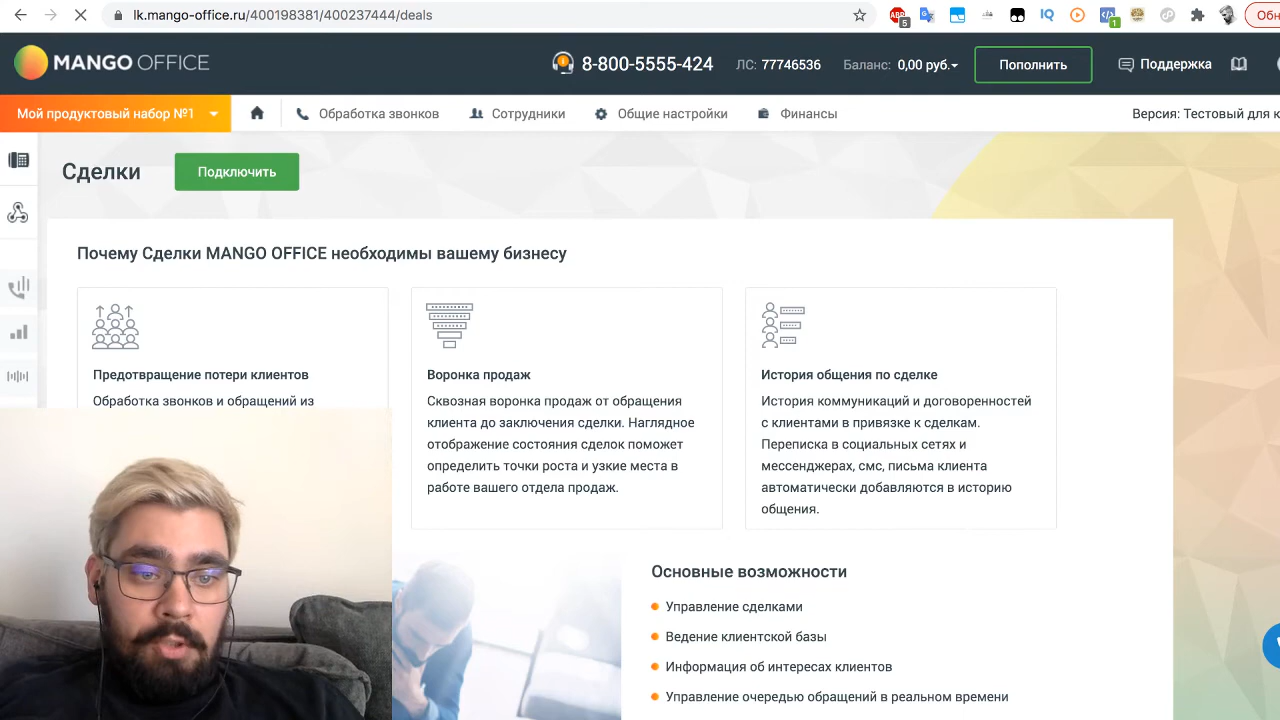 lk.mango-office.ru/400198381/400237444/deals
ABP
5
IQ
1
Обн
MANGO OFFICE
8-800-5555-424
ЛС: 77746536
Баланс: 0,00 руб.
Пополнить
Поддержка
Мой продуктовый набор №1
Обработка звонков
Сотрудники
Общие настройки
Финансы
Версия: Тестовый для к
Сделки
Подключить
Почему Сделки MANGO OFFICE необходимы вашему бизнесу
Предотвращение потери клиентов
Обработка звонков и обращений из
Воронка продаж
Сквозная воронка продаж от обращения
клиента до заключения сделки. Наглядное
отображение состояния сделок поможет
определить точки роста и узкие места в
работе вашего отдела продаж.
История общения по сделке
История коммуникаций и договоренностей
с клиентами в привязке к сделкам.
Переписка в социальных сетях и
мессенджерах, смс, письма клиента
автоматически добавляются в историю
общения.
Основные возможности
Управление сделками
Ведение клиентской базы
Информация об интересах клиентов
Управление очередью обращений в реальном времени